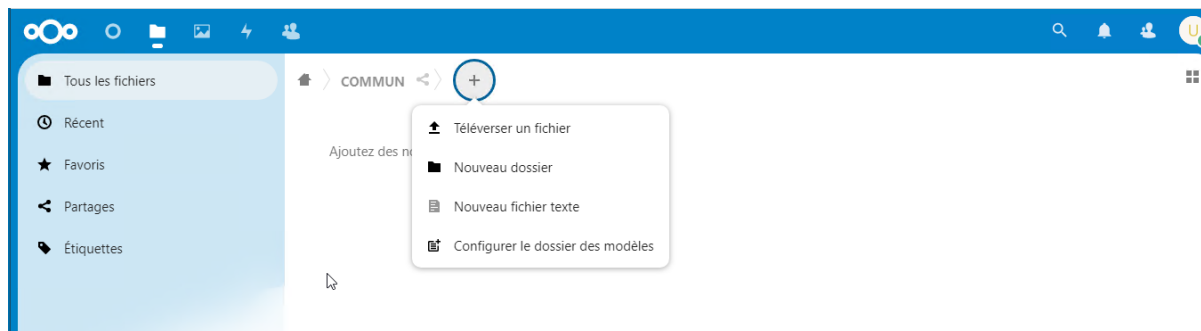 Tous les fichiers
Récent
Favoris
Partages
Étiquettes
COMMUN
Téléverser un fichier
Ajoutez des
Nouveau dossier
Nouveau fichier texte
Configurer le dossier des modèles
U